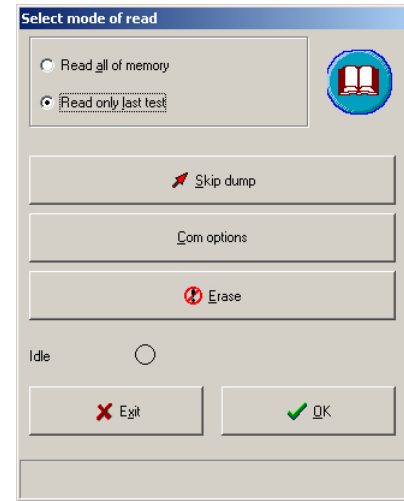 Select mode of read
Read all of memory
Read only last test
Skip dump
Com options
Erase
Idle
Exit
OK